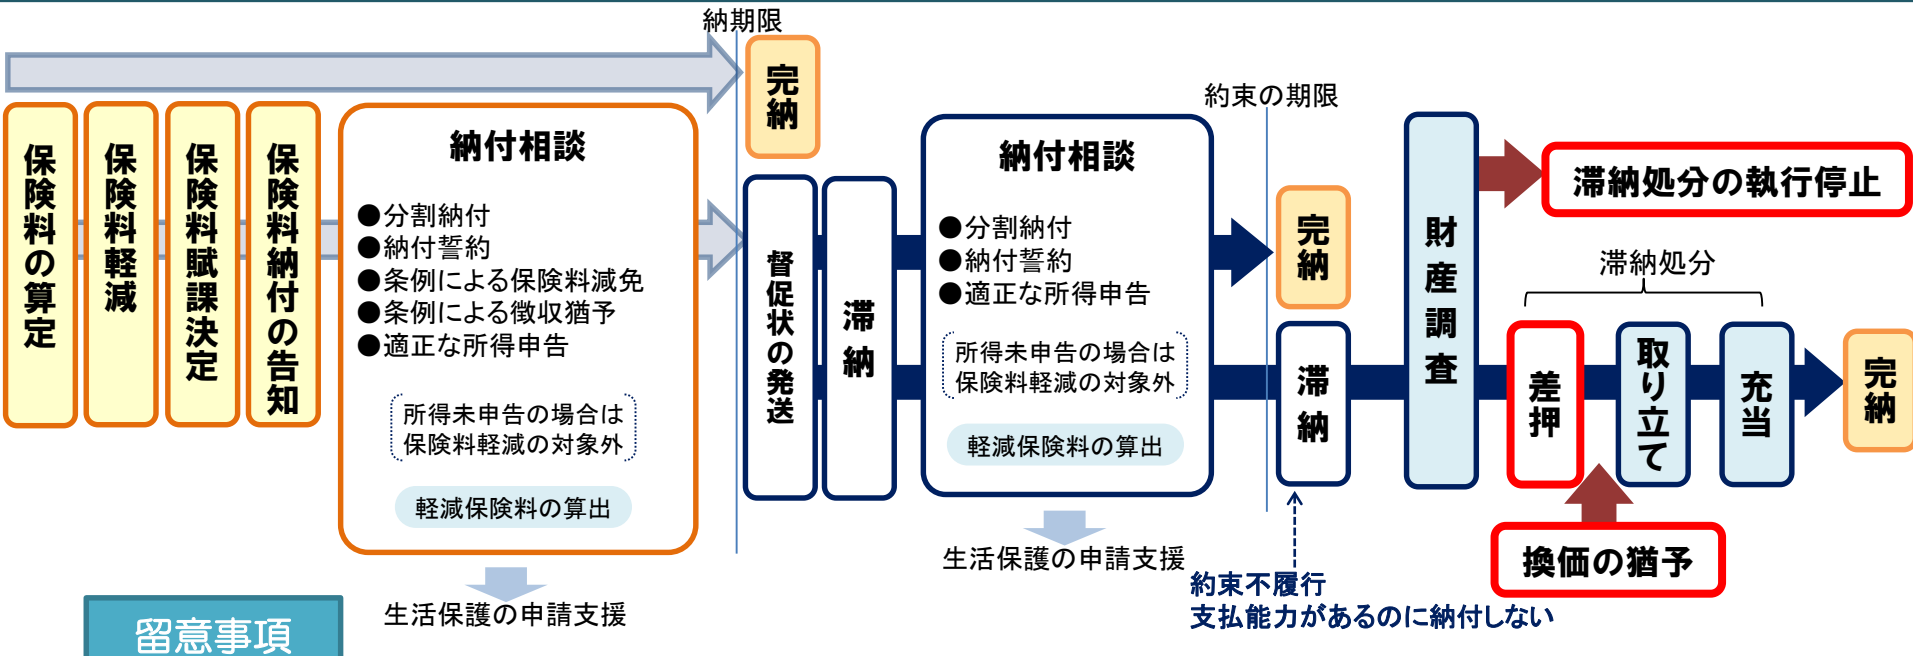 納期限
完納
保険料の算定
保険料軽減
保険料賦課決定
保険料納付の告知
納付相談
●分割納付
●納付誓約
●条例による保険料減免
●条例による徴収猶予
●適正な所得申告
所得未申告の場合は
保険料軽減の対象外
軽減保険料の算出
生活保護の申請支援
督促状の発送
滞納
納付相談
●分割納付
●納付誓約
●適正な所得申告
所得未申告の場合は
保険料軽減の対象外
軽減保険料の算出
生活保護の申請支援
約束の期限
完納
滞納
約束不履行
支払能力があるのに納付しない
財産調査
滞納処分の執行停止
滞納処分
差押
取り立て
充当
完納
換価の猶予
留意事項